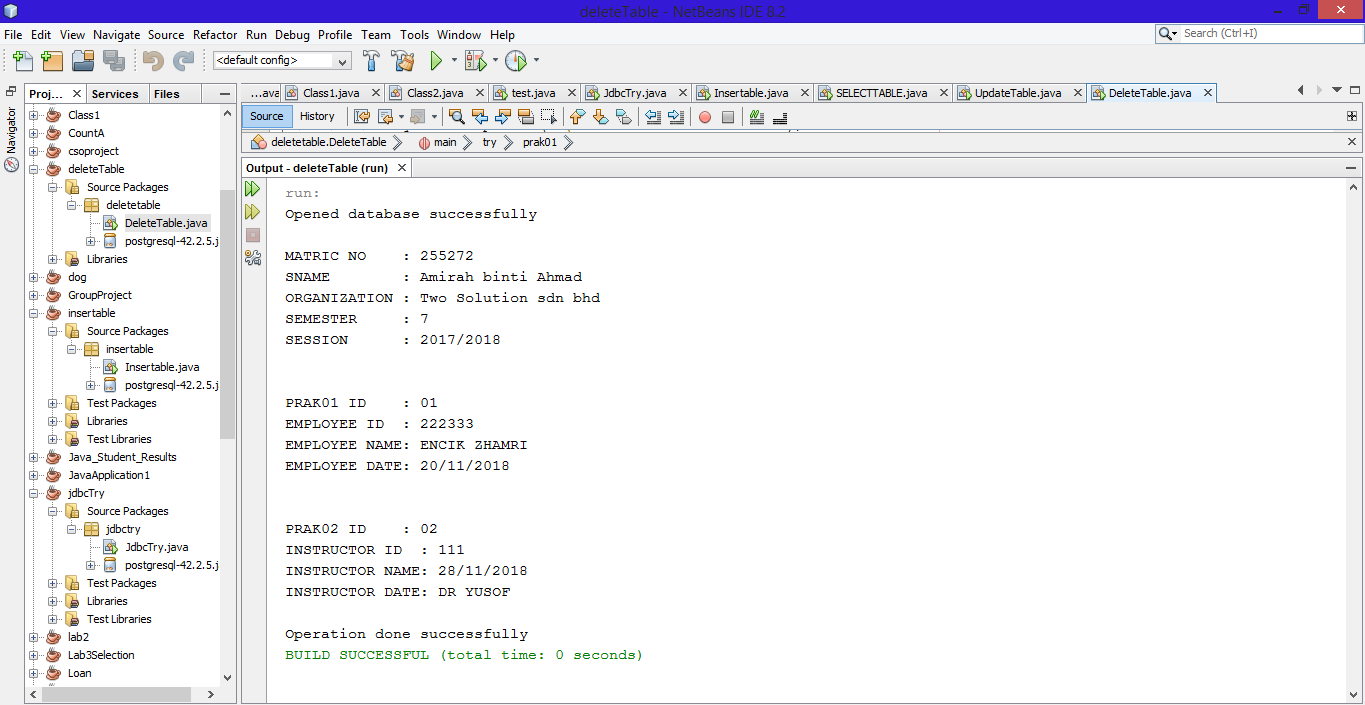 deleteTable - NetBeans IDE 8.2
File Edit View Navigate Source Refactor Run Debug Profile Team Tools Window Help
Search (Ctrl+I)
<default config>
Proj... Services Files
Navigator
Class1
CountA
csoproject
deleteTable
Source Packages
deletetable
DeleteTable.java
postgresql-42.2.5.j
Libraries
dog
GroupProject
insertable
Source Packages
insertable
Insertable.java
postgresql-42.2.5.j
Test Packages
Libraries
Test Libraries
Java_Student_Results
JavaApplication1
jdbcTry
Source Packages
jdbctry
JdbcTry.java
postgresql-42.2.5.j
Test Packages
Libraries
Test Libraries
lab2
Lab3Selection
Loan
...ava Class1.java Class2.java test.java JdbcTry.java Insertable.java SELECTTABLE.java UpdateTable.java DeleteTable.java
Source History
deletetable.DeleteTable main try prak01
Output - deleteTable (run)
run:
Opened database successfully
MATRIC NO : 255272
SNAME : Amirah binti Ahmad
ORGANIZATION : Two Solution sdn bhd
SEMESTER : 7
SESSION : 2017/2018
PRAK01 ID : 01
EMPLOYEE ID : 222333
EMPLOYEE NAME: ENCIK ZHAMRI
EMPLOYEE DATE: 20/11/2018
PRAK02 ID : 02
INSTRUCTOR ID : 111
INSTRUCTOR NAME: 28/11/2018
INSTRUCTOR DATE: DR YUSOF
Operation done successfully
BUILD SUCCESSFUL (total time: 0 seconds)